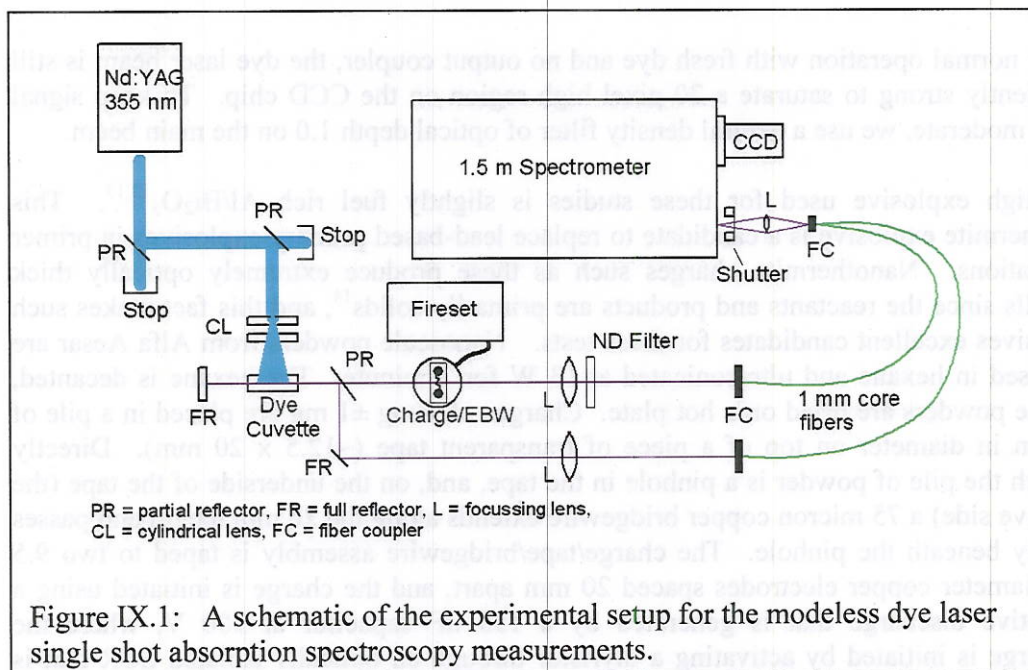 Nd:YAG
355 nm
PR
Stop
PR
Stop
CL
FR
Dye
Cuvette
PR
FR
Fireset
Charge/EBW
1.5 m Spectrometer
CCD
L
FC
Shutter
ND Filter
L
L
FC
1 mm core
fibers
PR = partial reflector, FR = full reflector, L = focussing lens,
CL = cylindrical lens, FC = fiber coupler
Figure IX.1: A schematic of the experimental setup for the modeless dye laser
single shot absorption spectroscopy measurements.